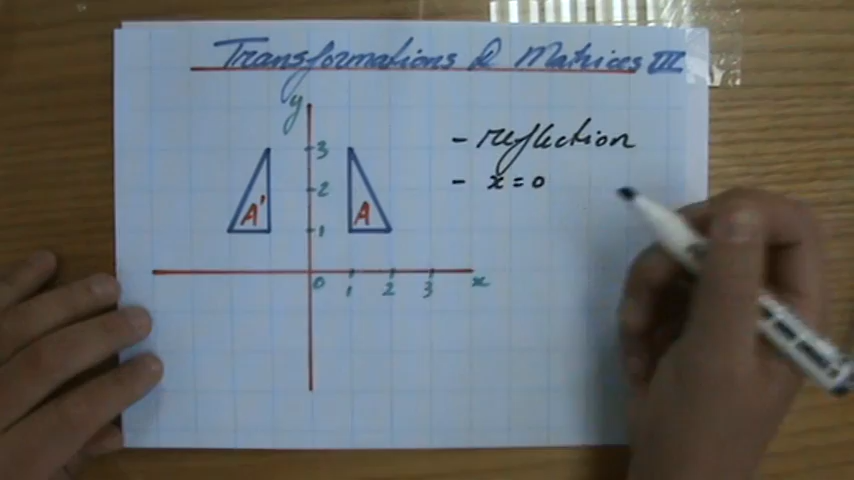 Transformations & Matrices III
y
- reflection
3
- x = 0
2
A' A
1
0 1 2 3 x